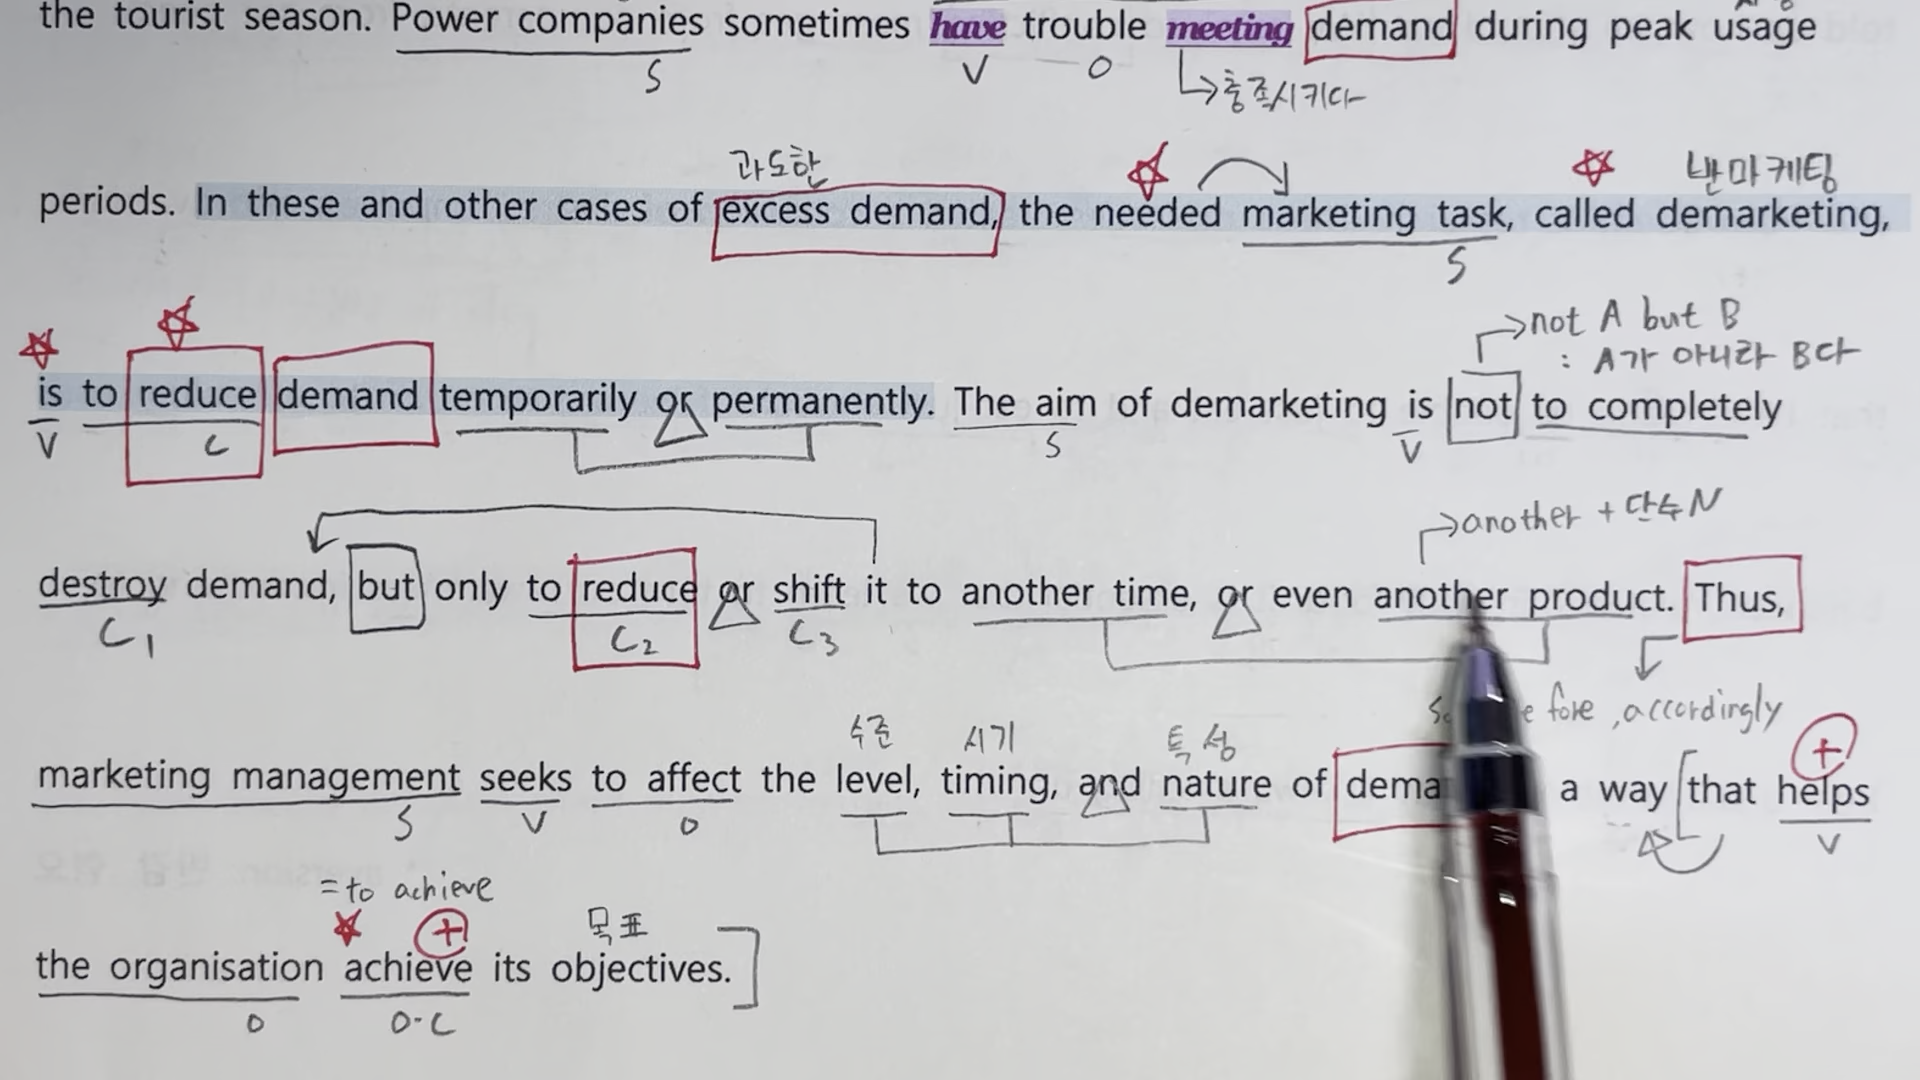 the tourist season. Power companies sometimes have trouble meeting demand during peak usage
S V O 충족시키다
과도한 반마케팅
periods. In these and other cases of excess demand, the needed marketing task, called demarketing,
S
not A but B
: A가 아니라 B다
is to reduce demand temporarily or permanently. The aim of demarketing is not to completely
V C S V
another + 단수N
destroy demand, but only to reduce or shift it to another time, or even another product. Thus,
C1 C2 C3
fore, accordingly
수준 시기 특성 +
marketing management seeks to affect the level, timing, and nature of a way that helps
S V O V
= to achieve
+ 목표
the organisation achieve its objectives.
O O·C